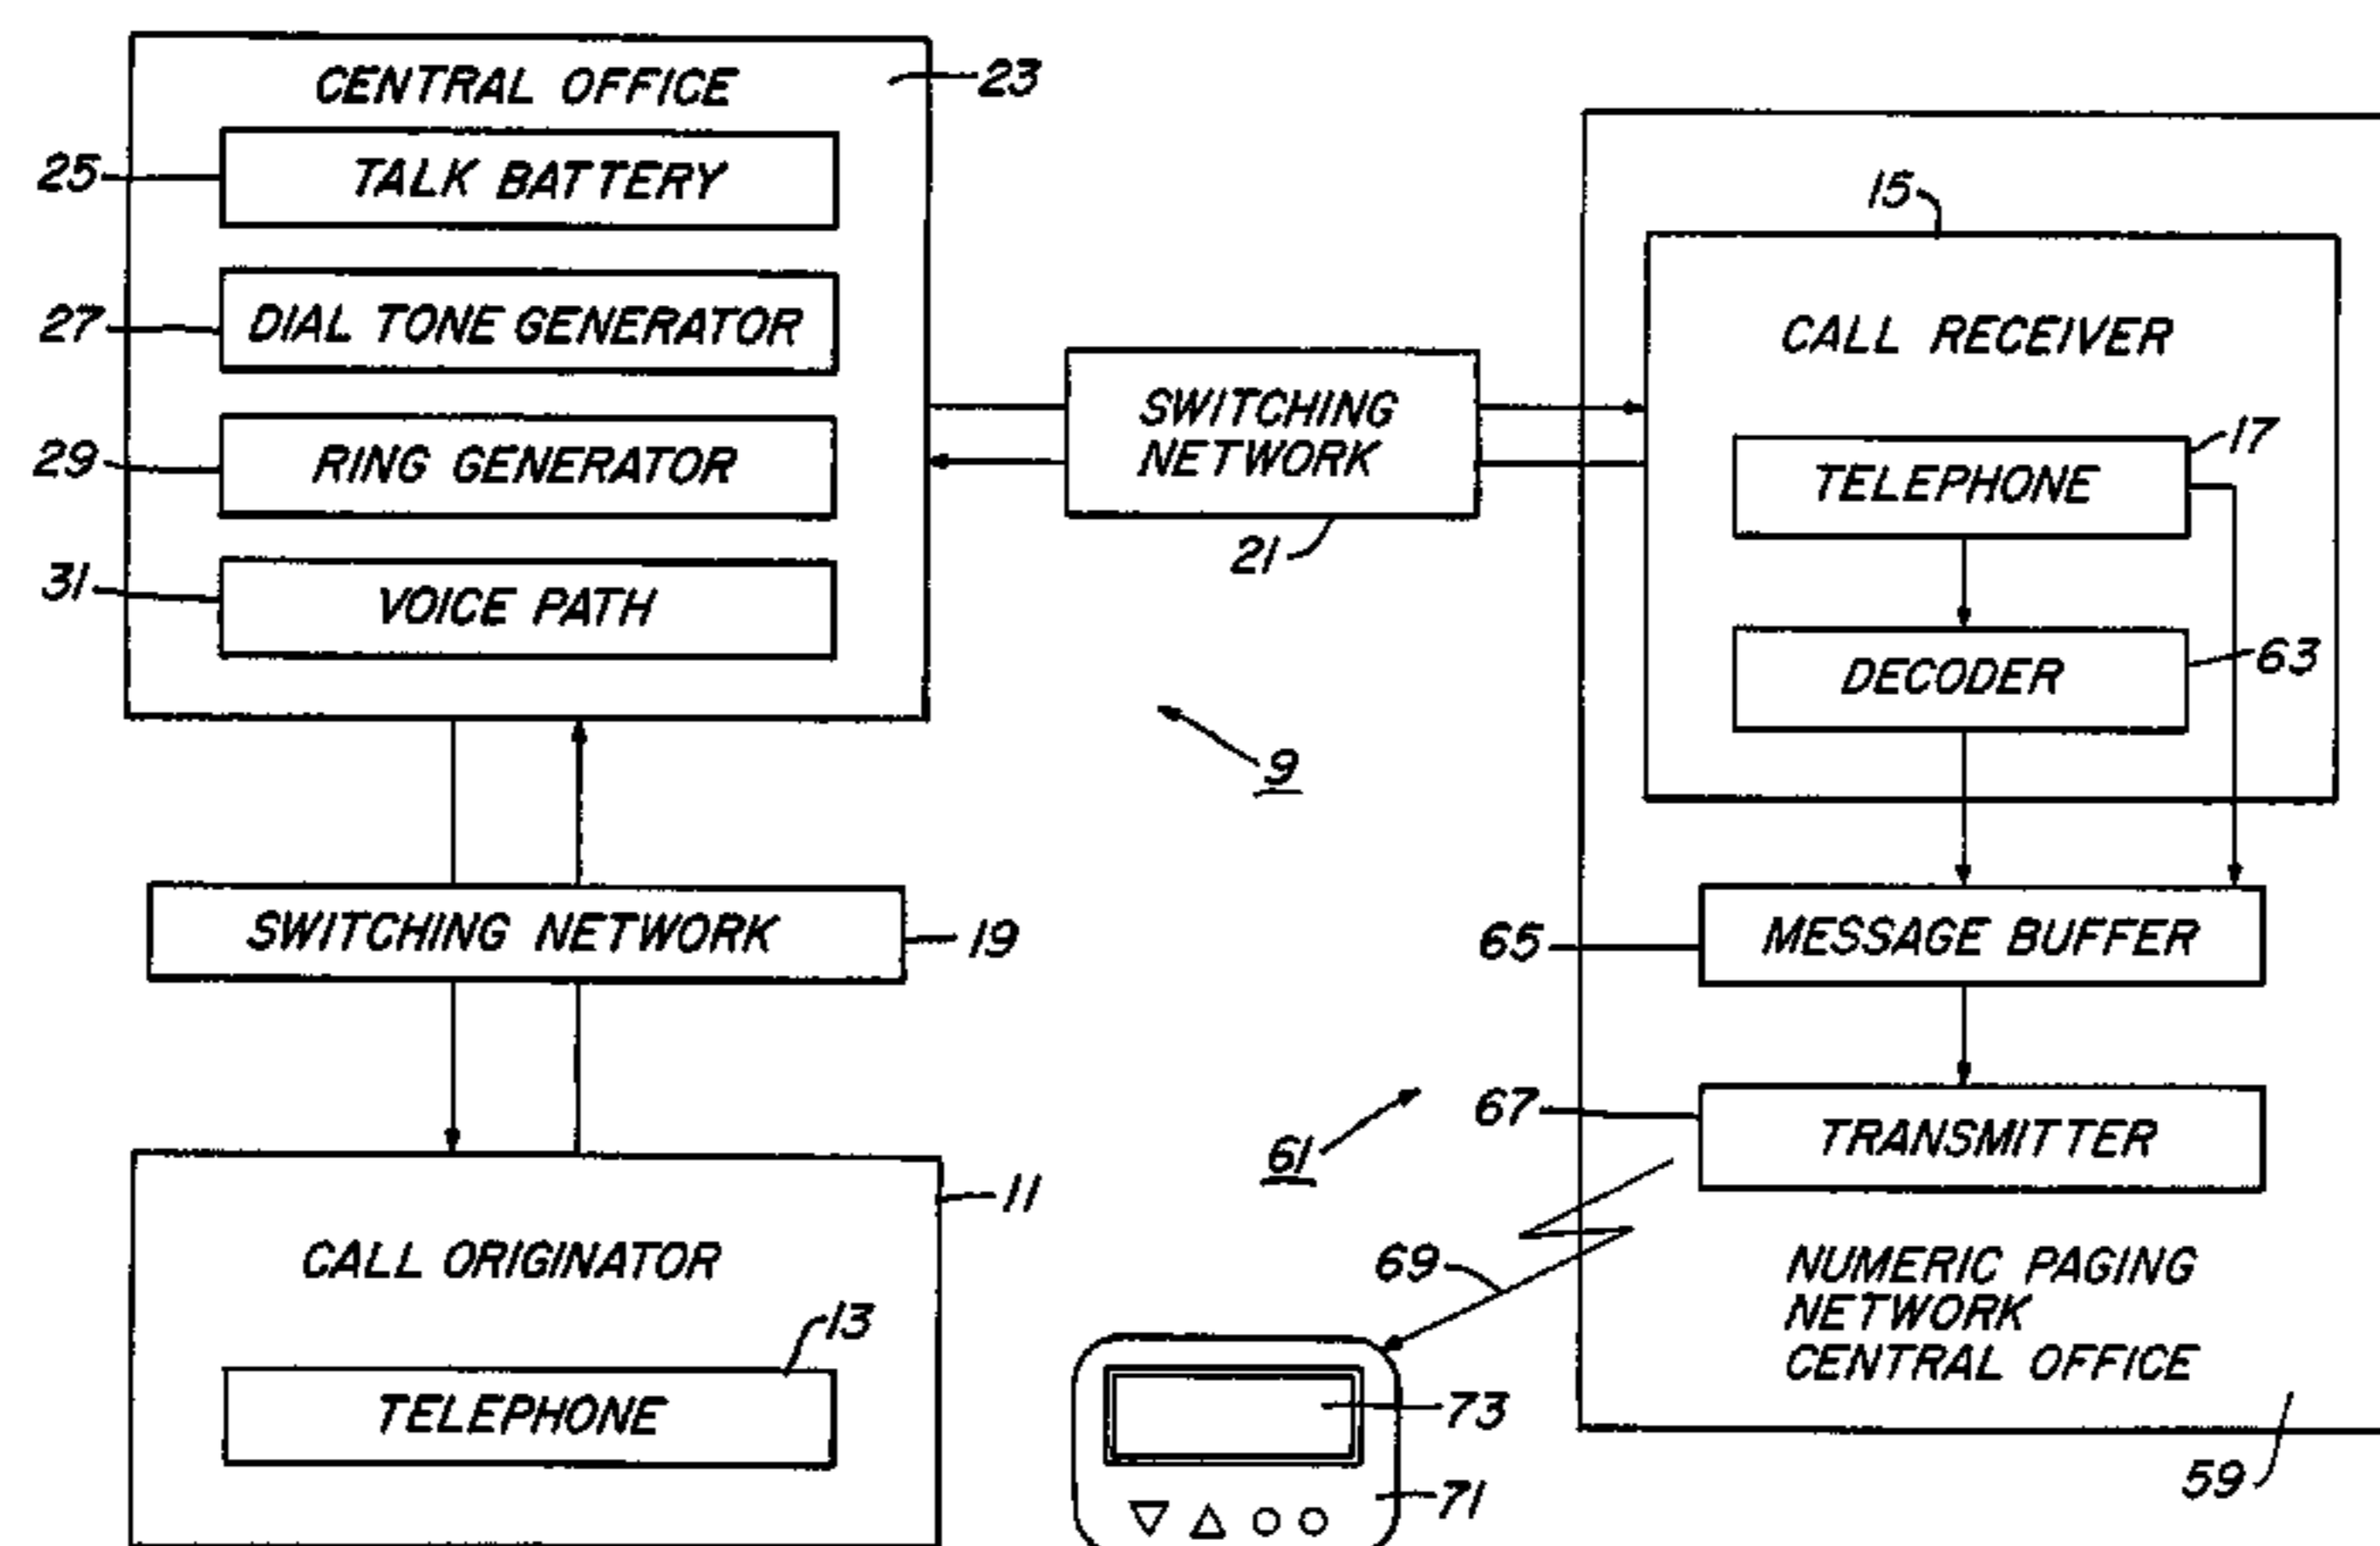 CENTRAL OFFICE
23
25
TALK BATTERY
27
DIAL TONE GENERATOR
29
RING GENERATOR
31
VOICE PATH
SWITCHING
NETWORK
21
15
CALL RECEIVER
17
TELEPHONE
DECODER
63
9
SWITCHING NETWORK
19
65
MESSAGE BUFFER
67
TRANSMITTER
61
69
NUMERIC PAGING
NETWORK
CENTRAL OFFICE
59
11
CALL ORIGINATOR
13
TELEPHONE
73
71